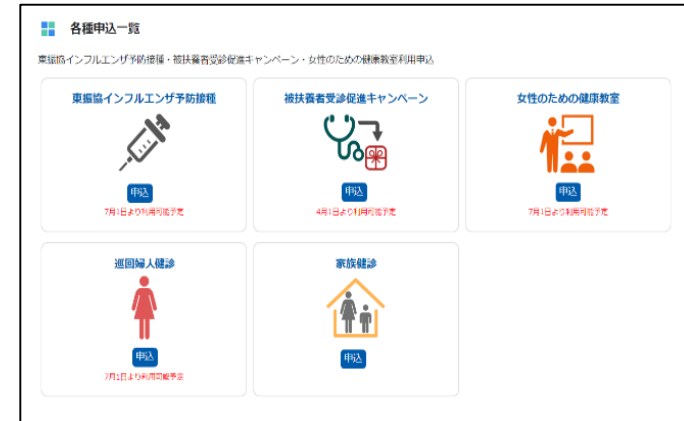 各種申込一覧
東振協インフルエンザ予防接種・被扶養者受診促進キャンペーン・女性のための健康教室利用申込
東振協インフルエンザ予防接種
被扶養者受診促進キャンペーン
女性のための健康教室
申込
申込
申込
7月1日より利用可能予定
4月1日より利用可能予定
7月1日より利用可能予定
巡回婦人健診
家族健診
申込
申込
7月1日より利用可能予定